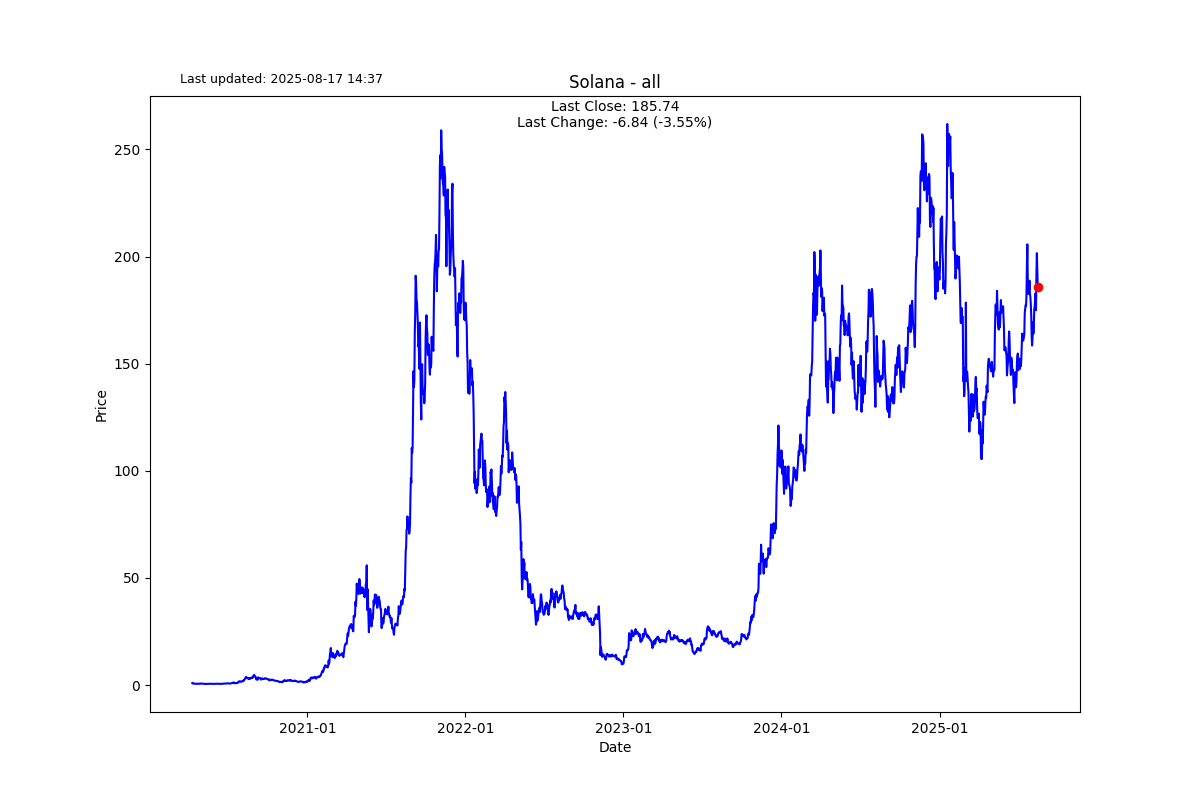 Last updated: 2025-08-17 14:37
Solana - all
Last Close: 185.74
Last Change: -6.84 (-3.55%)
250
200
150
100
50
0
Price
2021-01
2022-01
2023-01
2024-01
2025-01
Date